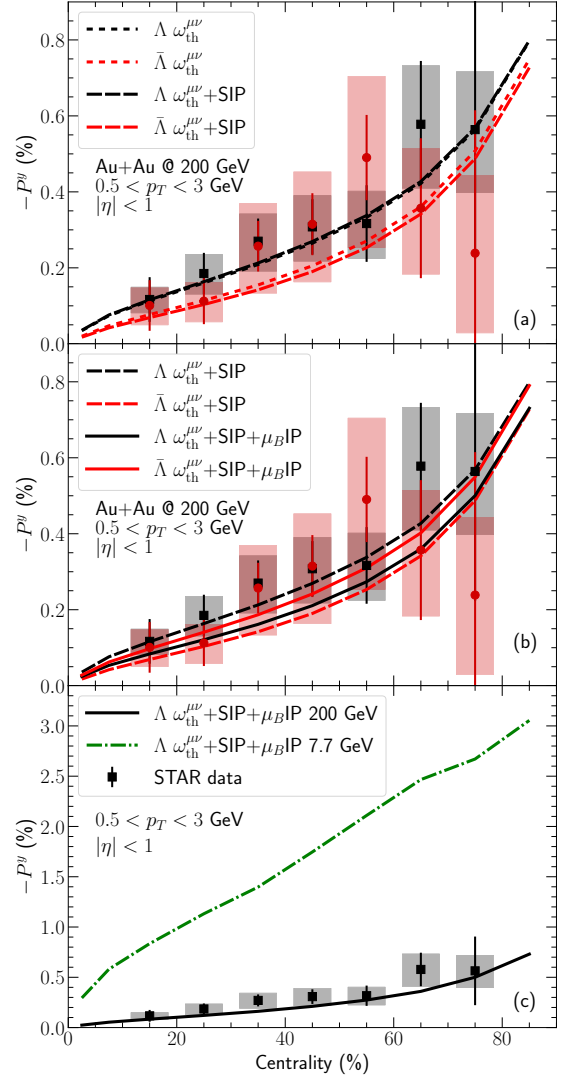 0.8
0.6
0.4
0.2
0.0
−P^y (%)
Λ ω_th^{μν}
Λ̄ ω_th^{μν}
Λ ω_th^{μν}+SIP
Λ̄ ω_th^{μν}+SIP
Au+Au @ 200 GeV
0.5 < p_T < 3 GeV
|η| < 1
(a)
0.8
0.6
0.4
0.2
0.0
−P^y (%)
Λ ω_th^{μν}+SIP
Λ̄ ω_th^{μν}+SIP
Λ ω_th^{μν}+SIP+μ_BIP
Λ̄ ω_th^{μν}+SIP+μ_BIP
Au+Au @ 200 GeV
0.5 < p_T < 3 GeV
|η| < 1
(b)
3.0
2.5
2.0
1.5
1.0
0.5
0.0
−P^y (%)
Λ ω_th^{μν}+SIP+μ_BIP 200 GeV
Λ ω_th^{μν}+SIP+μ_BIP 7.7 GeV
STAR data
0.5 < p_T < 3 GeV
|η| < 1
(c)
0 20 40 60 80
Centrality (%)